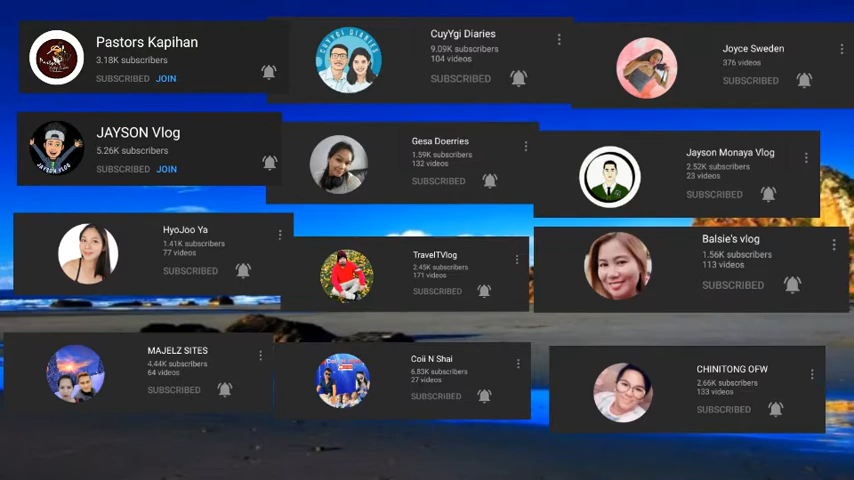 Pastors Kapihan
3.18K subscribers
SUBSCRIBED JOIN
CUYYGI DIARIES
CuyYgi Diaries
9.09K subscribers
104 videos
SUBSCRIBED
Joyce Sweden
376 videos
SUBSCRIBED
JAYSON VLOG
JAYSON Vlog
5.26K subscribers
SUBSCRIBED JOIN
Gesa Doerries
1.59K subscribers
132 videos
SUBSCRIBED
Jayson Monaya Vlog
2.52K subscribers
23 videos
SUBSCRIBED
HyoJoo Ya
1.41K subscribers
77 videos
SUBSCRIBED
TravelTVlog
2.45K subscribers
171 videos
SUBSCRIBED
Balsie's vlog
1.56K subscribers
113 videos
SUBSCRIBED
MAJELZ SITES
4.44K subscribers
64 videos
SUBSCRIBED
Coii N Shai
6.83K subscribers
27 videos
SUBSCRIBED
CHINITONG OFW
2.66K subscribers
133 videos
SUBSCRIBED